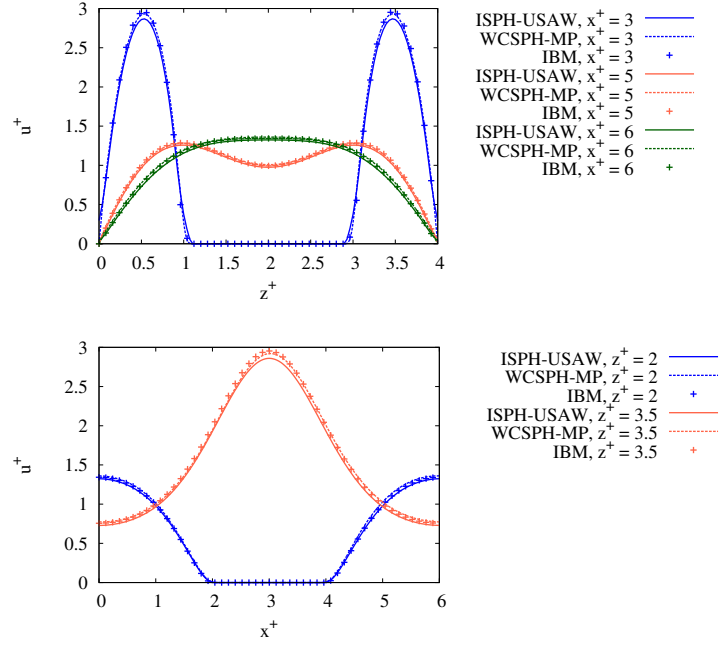 3
2.5
2
1.5
1
0.5
0
u+
0 0.5 1 1.5 2 2.5 3 3.5 4
z+
ISPH-USAW, x+ = 3
WCSPH-MP, x+ = 3
IBM, x+ = 3
ISPH-USAW, x+ = 5
WCSPH-MP, x+ = 5
IBM, x+ = 5
ISPH-USAW, x+ = 6
WCSPH-MP, x+ = 6
IBM, x+ = 6
3
2.5
2
1.5
1
0.5
0
u+
0 1 2 3 4 5 6
x+
ISPH-USAW, z+ = 2
WCSPH-MP, z+ = 2
IBM, z+ = 2
ISPH-USAW, z+ = 3.5
WCSPH-MP, z+ = 3.5
IBM, z+ = 3.5